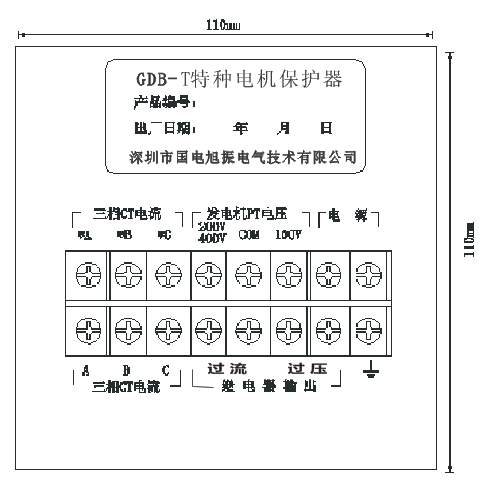 110mm
GDB-T特种电机保护器
产品编号:
出厂日期: 年 月 日
深圳市国电旭振电气技术有限公司
110mm
三相CT电流 发电机PT电压 电 源
*A *B *C 200V 400V COM 100V
A B C 过流 过压
三相CT电流 继电器输出